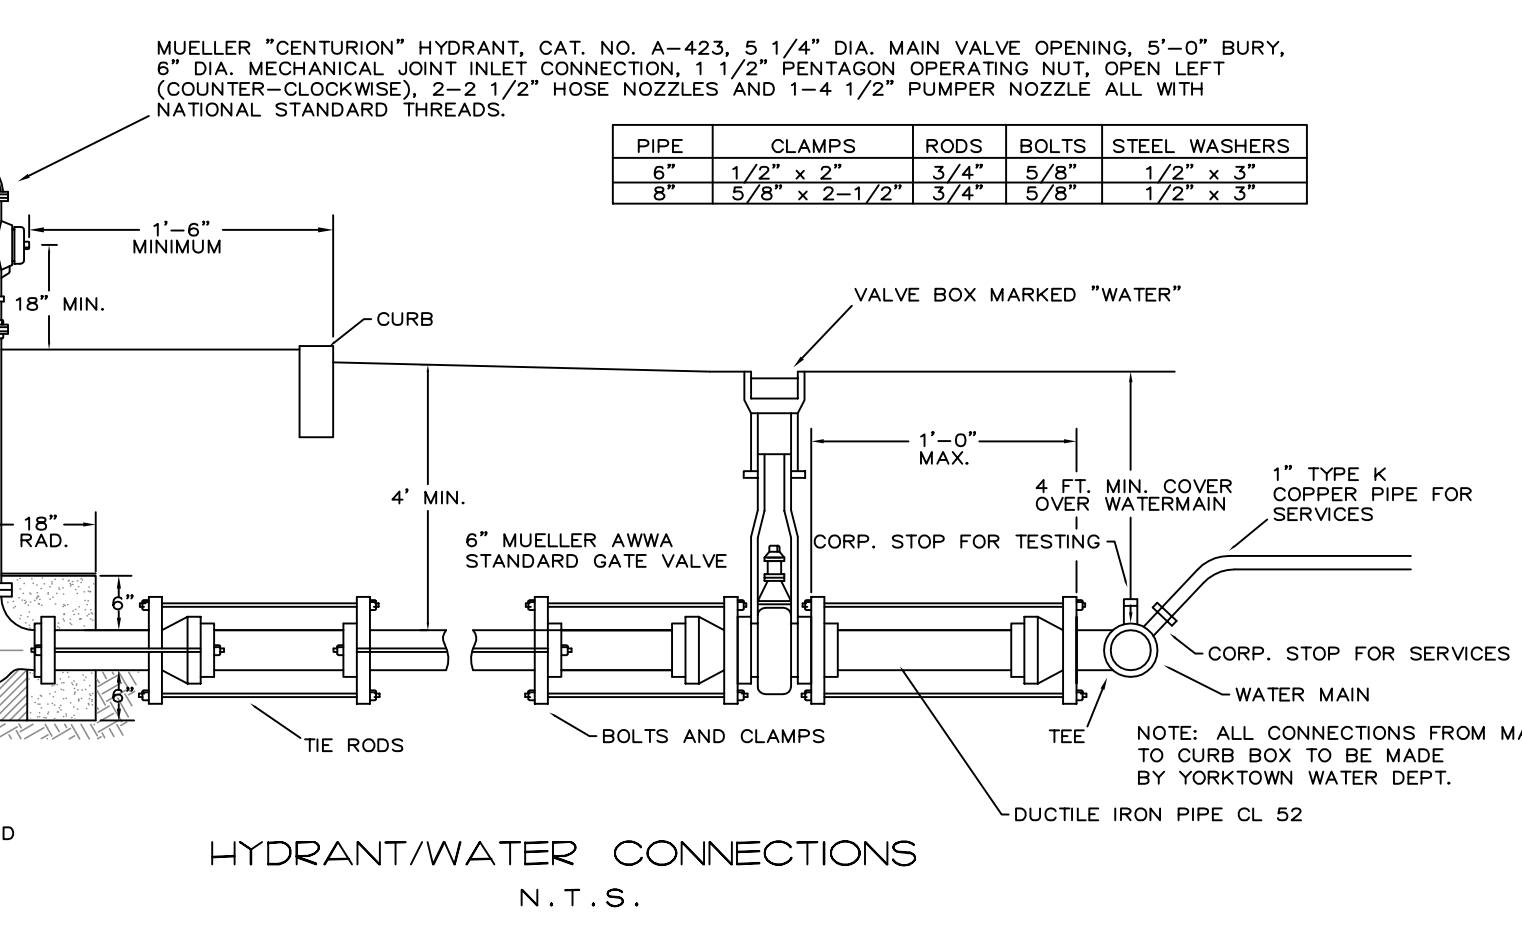 MUELLER "CENTURION" HYDRANT, CAT. NO. A-423, 5 1/4" DIA. MAIN VALVE OPENING, 5'-0" BURY,
6" DIA. MECHANICAL JOINT INLET CONNECTION, 1 1/2" PENTAGON OPERATING NUT, OPEN LEFT
(COUNTER-CLOCKWISE), 2-2 1/2" HOSE NOZZLES AND 1-4 1/2" PUMPER NOZZLE ALL WITH
NATIONAL STANDARD THREADS.
PIPE CLAMPS RODS BOLTS STEEL WASHERS
6" 1/2" x 2" 3/4" 5/8" 1/2" x 3"
8" 5/8" x 2-1/2" 3/4" 5/8" 1/2" x 3"
1'-6"
MINIMUM
18" MIN.
CURB
VALVE BOX MARKED "WATER"
1'-0"
MAX.
4' MIN.
4 FT. MIN. COVER
OVER WATERMAIN
1" TYPE K
COPPER PIPE FOR
SERVICES
18"
RAD.
6" MUELLER AWWA
STANDARD GATE VALVE
CORP. STOP FOR TESTING
6"
6"
CORP. STOP FOR SERVICES
WATER MAIN
TIE RODS
BOLTS AND CLAMPS
TEE
NOTE: ALL CONNECTIONS FROM MA
TO CURB BOX TO BE MADE
BY YORKTOWN WATER DEPT.
DUCTILE IRON PIPE CL 52
D
HYDRANT/WATER CONNECTIONS
N.T.S.